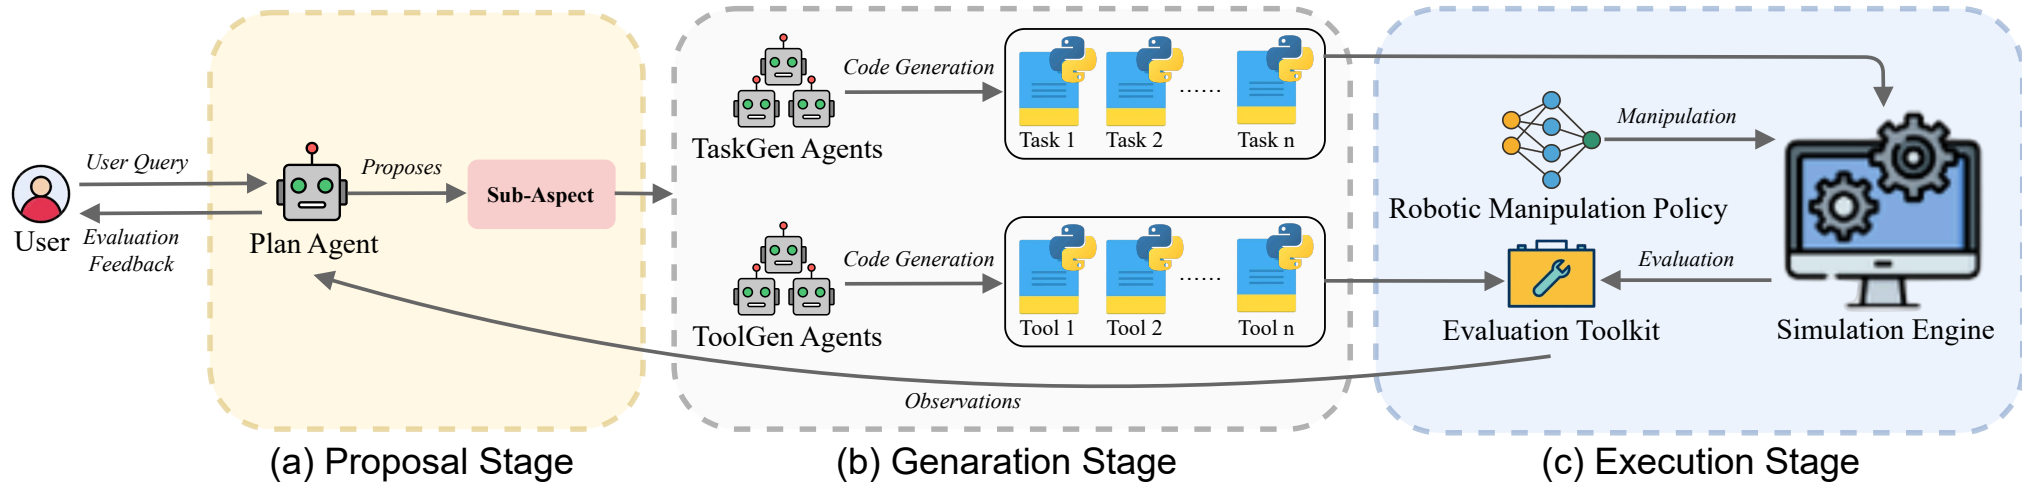 User Query
User
Evaluation
Feedback
Plan Agent
Proposes
Sub-Aspect
(a) Proposal Stage
TaskGen Agents
Code Generation
Task 1
Task 2
......
Task n
ToolGen Agents
Code Generation
Tool 1
Tool 2
......
Tool n
Observations
(b) Genaration Stage
Manipulation
Robotic Manipulation Policy
Evaluation
Evaluation Toolkit
Simulation Engine
(c) Execution Stage